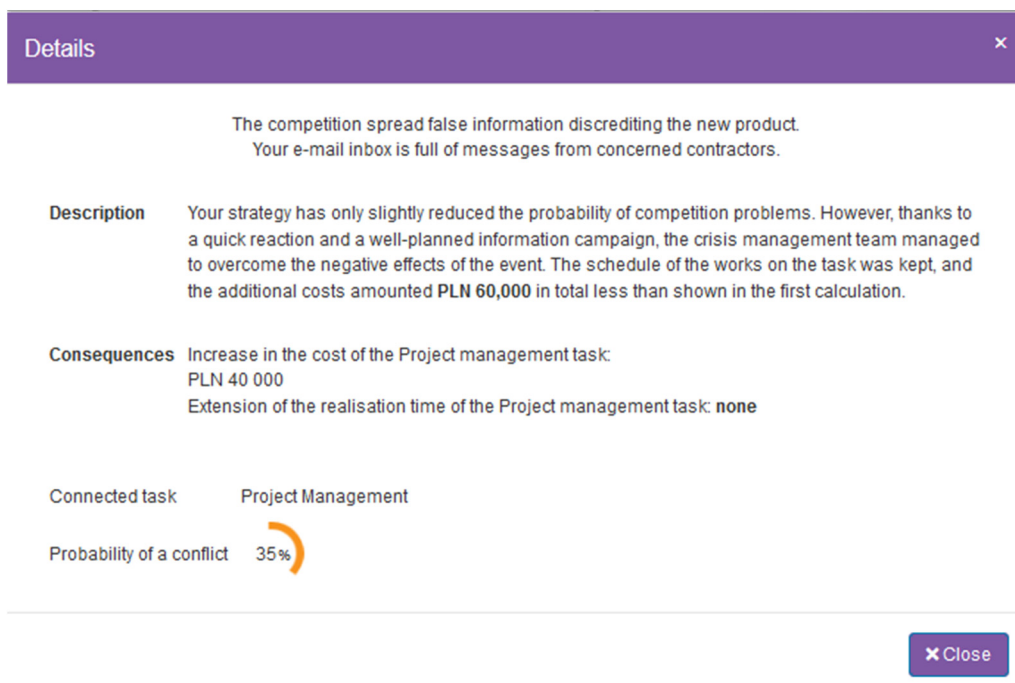 Details
×
The competition spread false information discrediting the new product.
Your e-mail inbox is full of messages from concerned contractors.
Description Your strategy has only slightly reduced the probability of competition problems. However, thanks to
a quick reaction and a well-planned information campaign, the crisis management team managed
to overcome the negative effects of the event. The schedule of the works on the task was kept, and
the additional costs amounted PLN 60,000 in total less than shown in the first calculation.
Consequences Increase in the cost of the Project management task:
PLN 40 000
Extension of the realisation time of the Project management task: none
Connected task Project Management
Probability of a conflict 35%
×Close